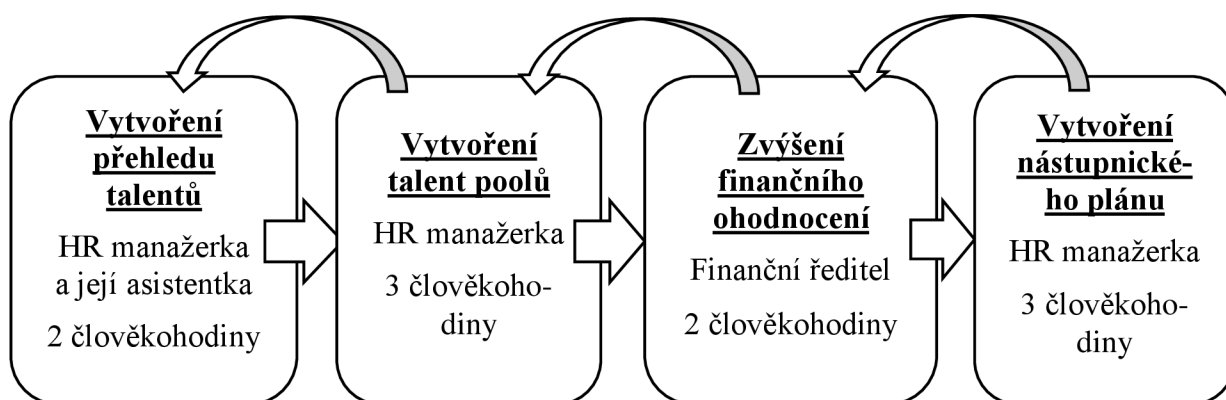 Vytvoření
přehledu
talentů
HR manažerka
a její asistentka
2 člověkohodiny
Vytvoření
talent poolů
HR manažerka
3 člověkoho-
diny
Zvýšení
finančního
ohodnocení
Finanční ředitel
2 člověkohodiny
Vytvoření
nástupnické-
ho plánu
HR manažerka
3 člověkoho-
diny